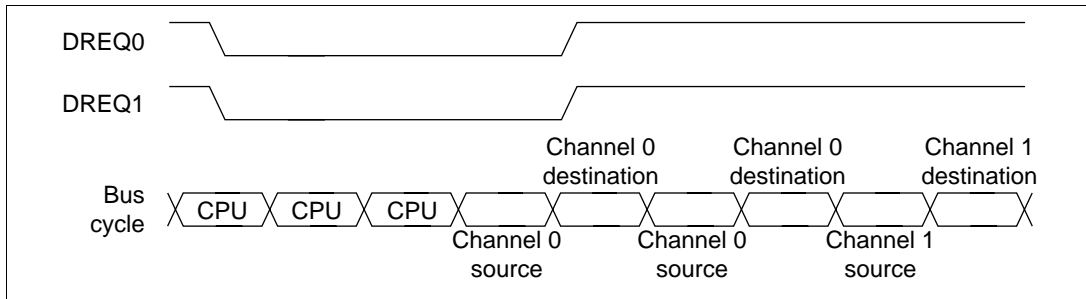 DREQ0
DREQ1
Channel 0
destination
Channel 0
destination
Channel 1
destination
Bus
cycle
CPU
CPU
CPU
Channel 0
source
Channel 0
source
Channel 1
source